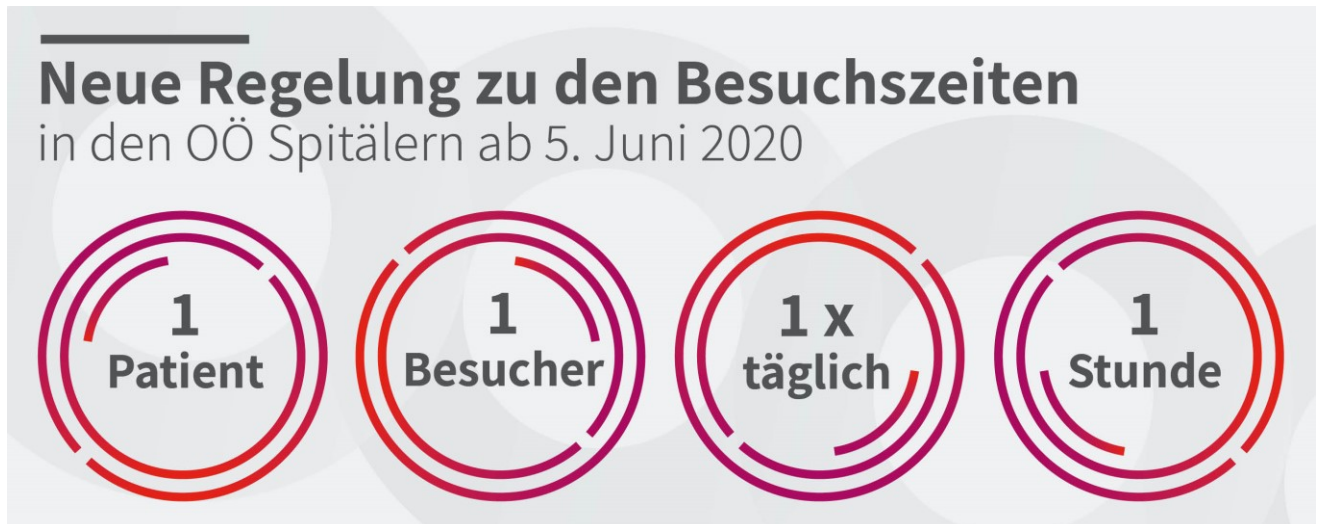 Neue Regelung zu den Besuchszeiten
in den OÖ Spitälern ab 5. Juni 2020
1
Patient
1
Besucher
1 x
täglich
1
Stunde